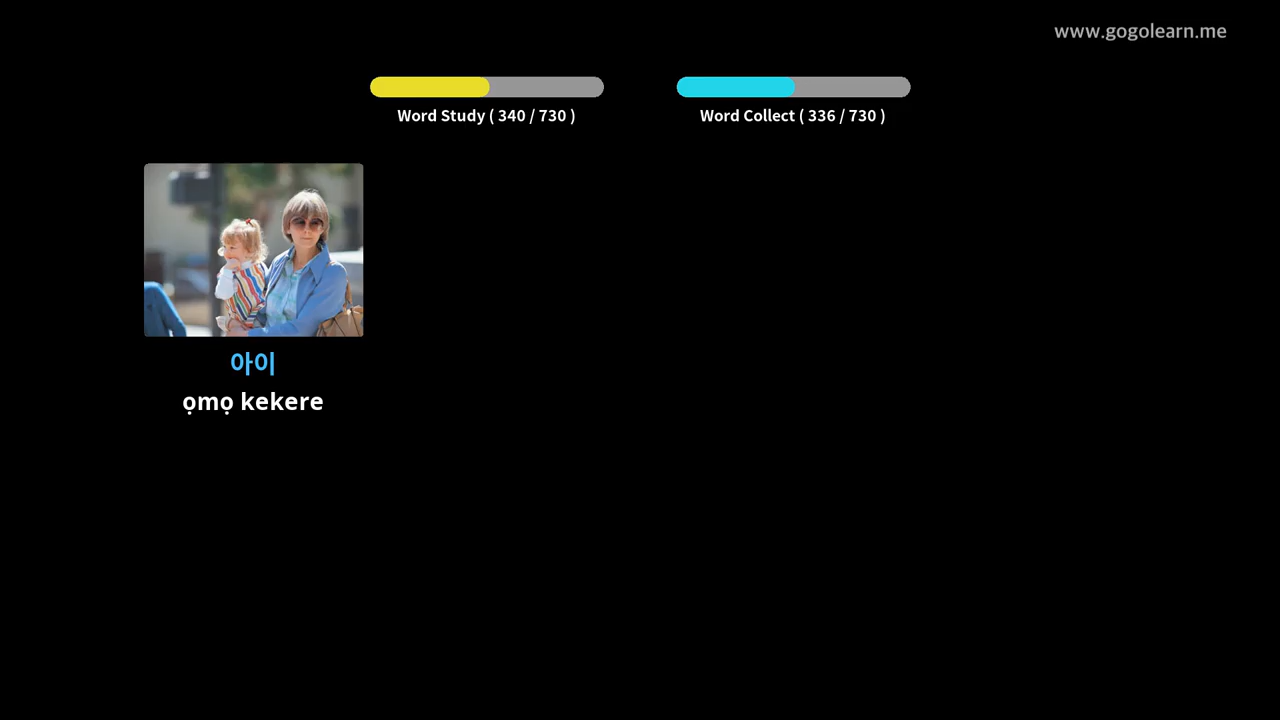 www.gogolearn.me
Word Study ( 340 / 730 )
Word Collect ( 336 / 730 )
아이
ọmọ kekere